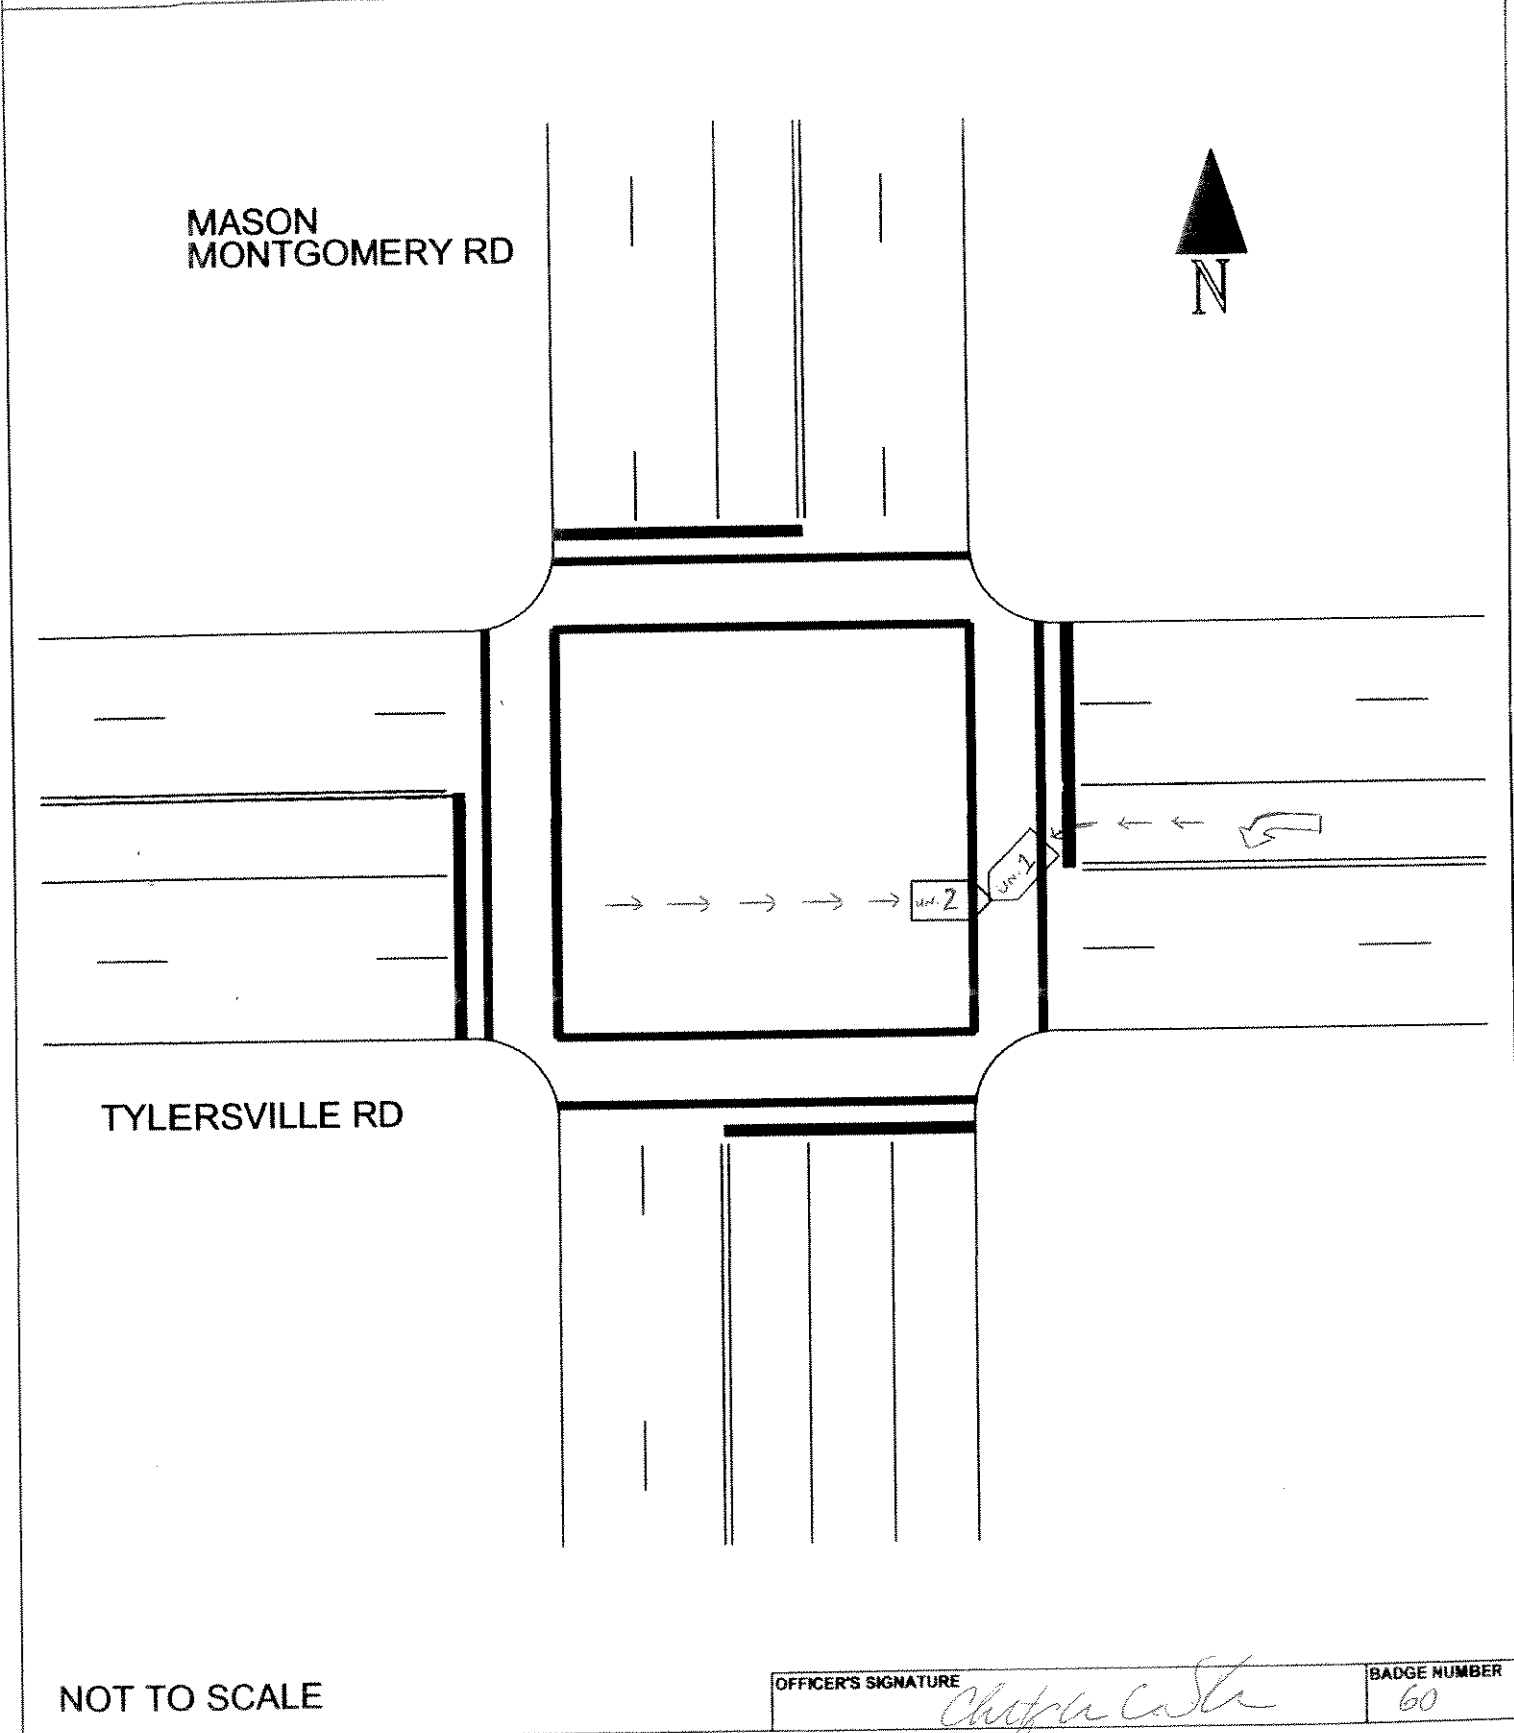 MASON
MONTGOMERY RD
N
UN. 1
UN. 2
TYLERSVILLE RD
NOT TO SCALE
OFFICER'S SIGNATURE
BADGE NUMBER
60